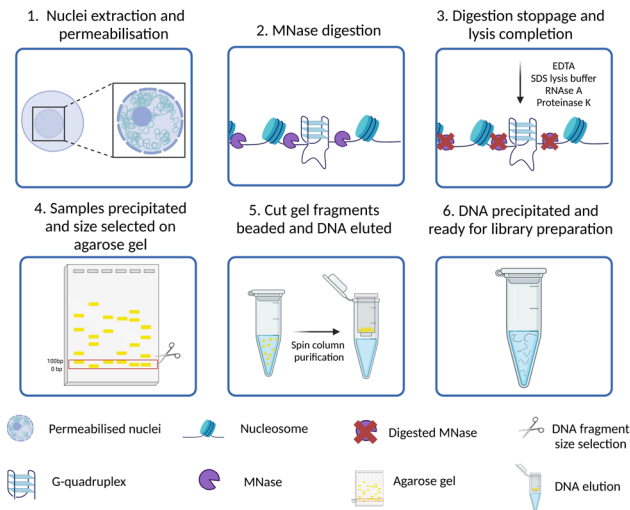 1. Nuclei extraction and
permeabilisation
2. MNase digestion
3. Digestion stoppage and
lysis completion
EDTA
SDS lysis buffer
RNAse A
Proteinase K
4. Samples precipitated
and size selected on
agarose gel
5. Cut gel fragments
beaded and DNA eluted
6. DNA precipitated and
ready for library preparation
100bp
0 bp
Spin column
purification
Permeabilised nuclei
Nucleosome
Digested MNase
DNA fragment
size selection
G-quadruplex
MNase
Agarose gel
DNA elution